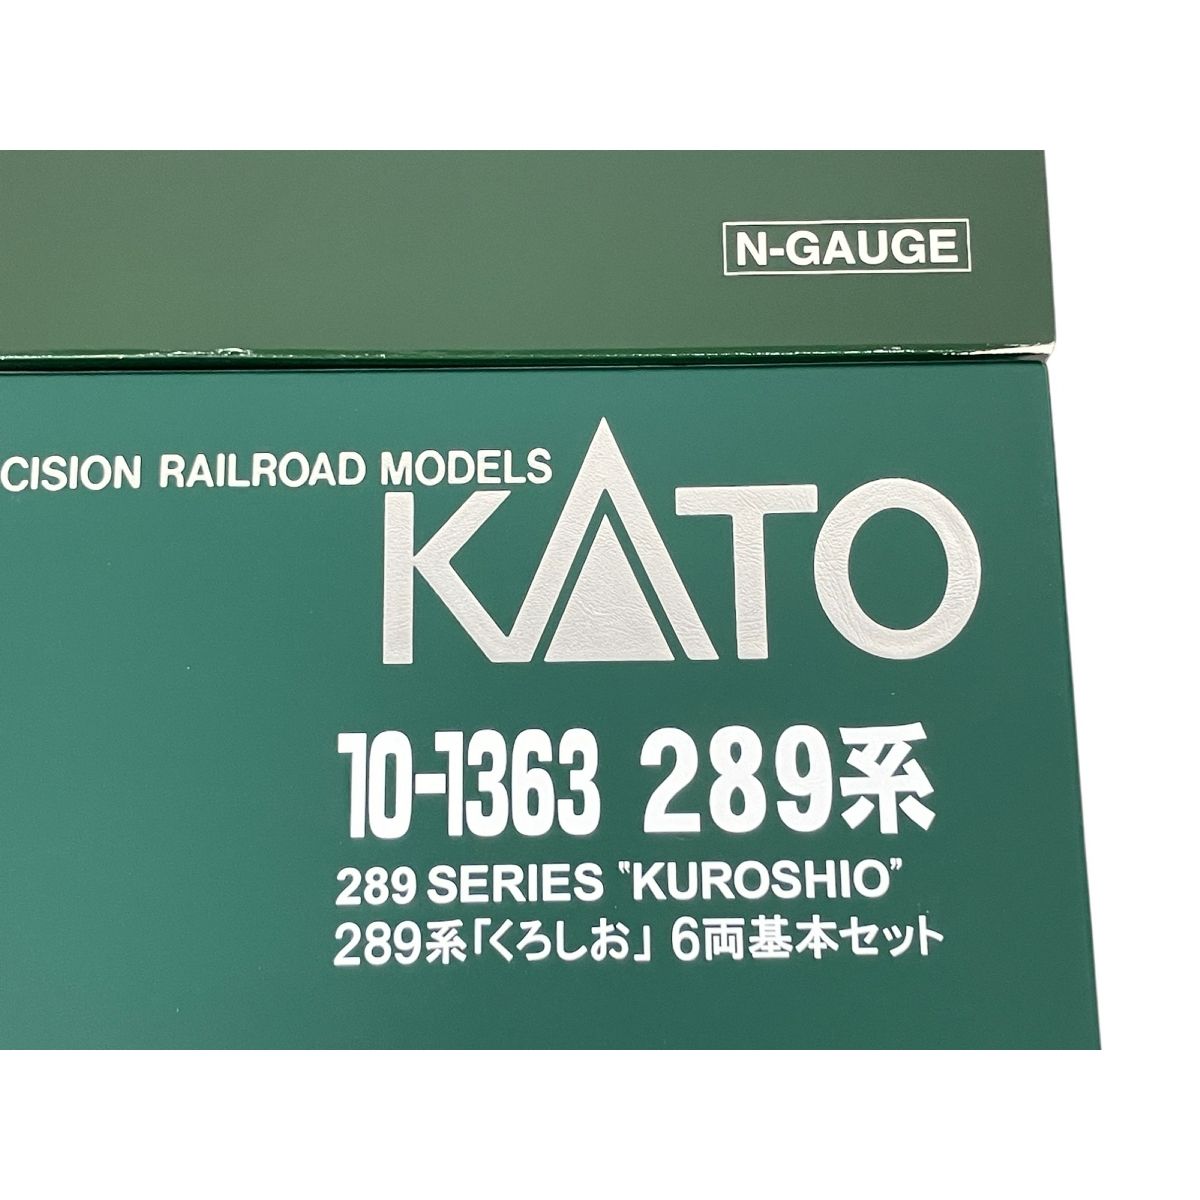 N-GAUGE
CISION RAILROAD MODELS
KATO
10-1363 289系
289 SERIES "KUROSHIO"
289系「くろしお」 6両基本セット